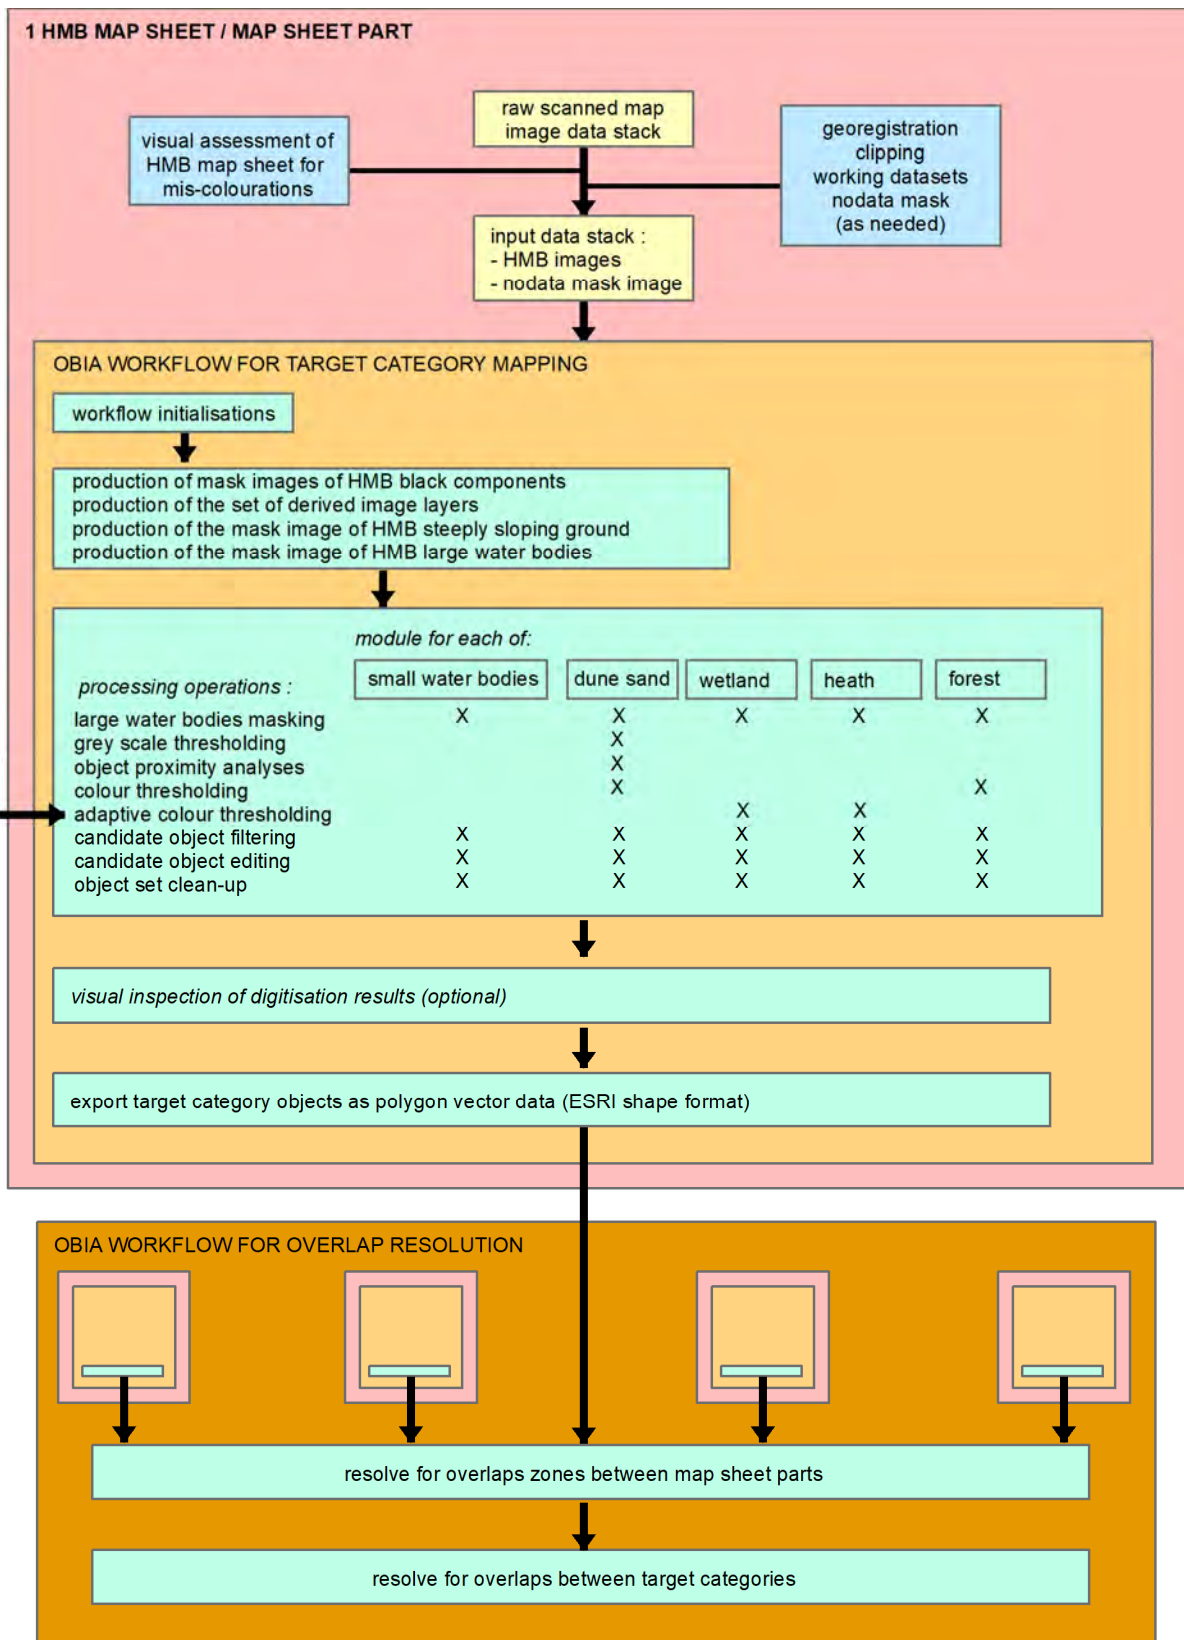 1 HMB MAP SHEET / MAP SHEET PART
raw scanned map
image data stack
visual assessment of
HMB map sheet for
mis-colourations
georegistration
clipping
working datasets
nodata mask
(as needed)
input data stack :
- HMB images
- nodata mask image
OBIA WORKFLOW FOR TARGET CATEGORY MAPPING
workflow initialisations
production of mask images of HMB black components
production of the set of derived image layers
production of the mask image of HMB steeply sloping ground
production of the mask image of HMB large water bodies
module for each of:
processing operations : small water bodies dune sand wetland heath forest
large water bodies masking X X X X X
grey scale thresholding X
object proximity analyses X
colour thresholding X X
adaptive colour thresholding X X
candidate object filtering X X X X X
candidate object editing X X X X X
object set clean-up X X X X X
visual inspection of digitisation results (optional)
export target category objects as polygon vector data (ESRI shape format)
OBIA WORKFLOW FOR OVERLAP RESOLUTION
resolve for overlaps zones between map sheet parts
resolve for overlaps between target categories